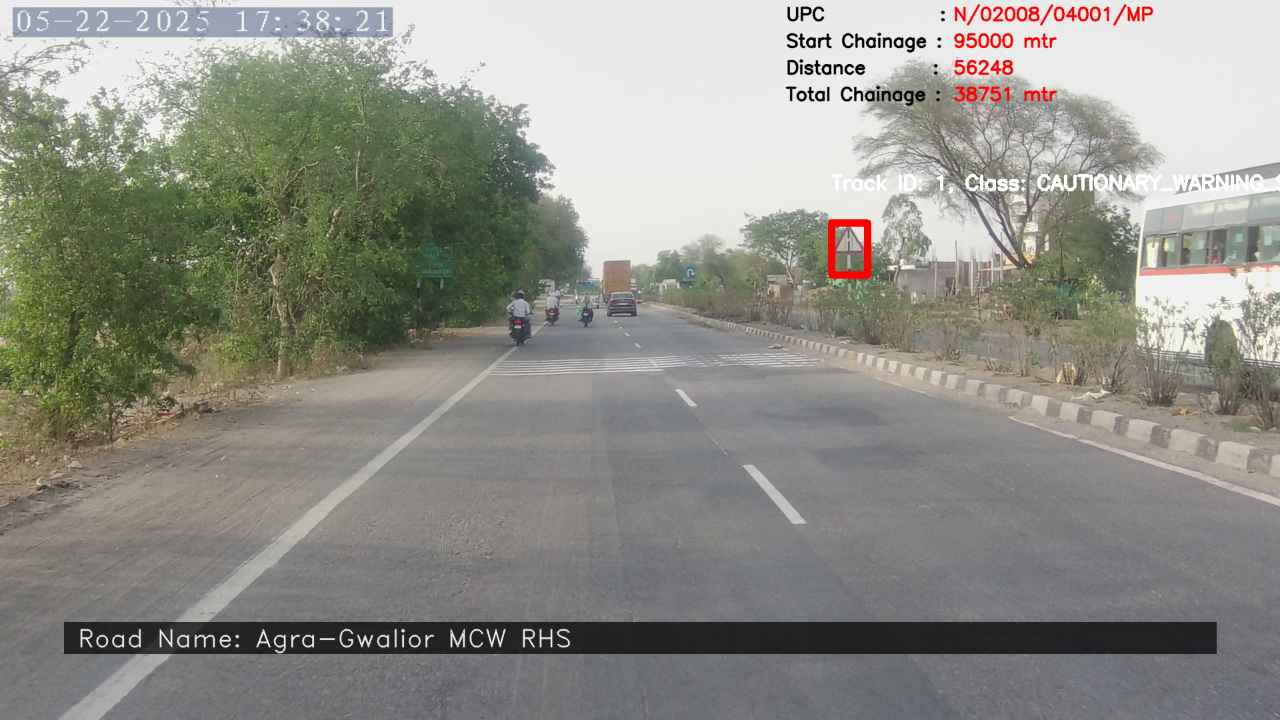 05-22-2025 17:38:21
UPC : N/02008/04001/MP
Start Chainage : 95000 mtr
Distance : 56248
Total Chainage : 38751 mtr
Track ID: 1, Class: CAUTIONARY_WARNING
Road Name: Agra-Gwalior MCW RHS